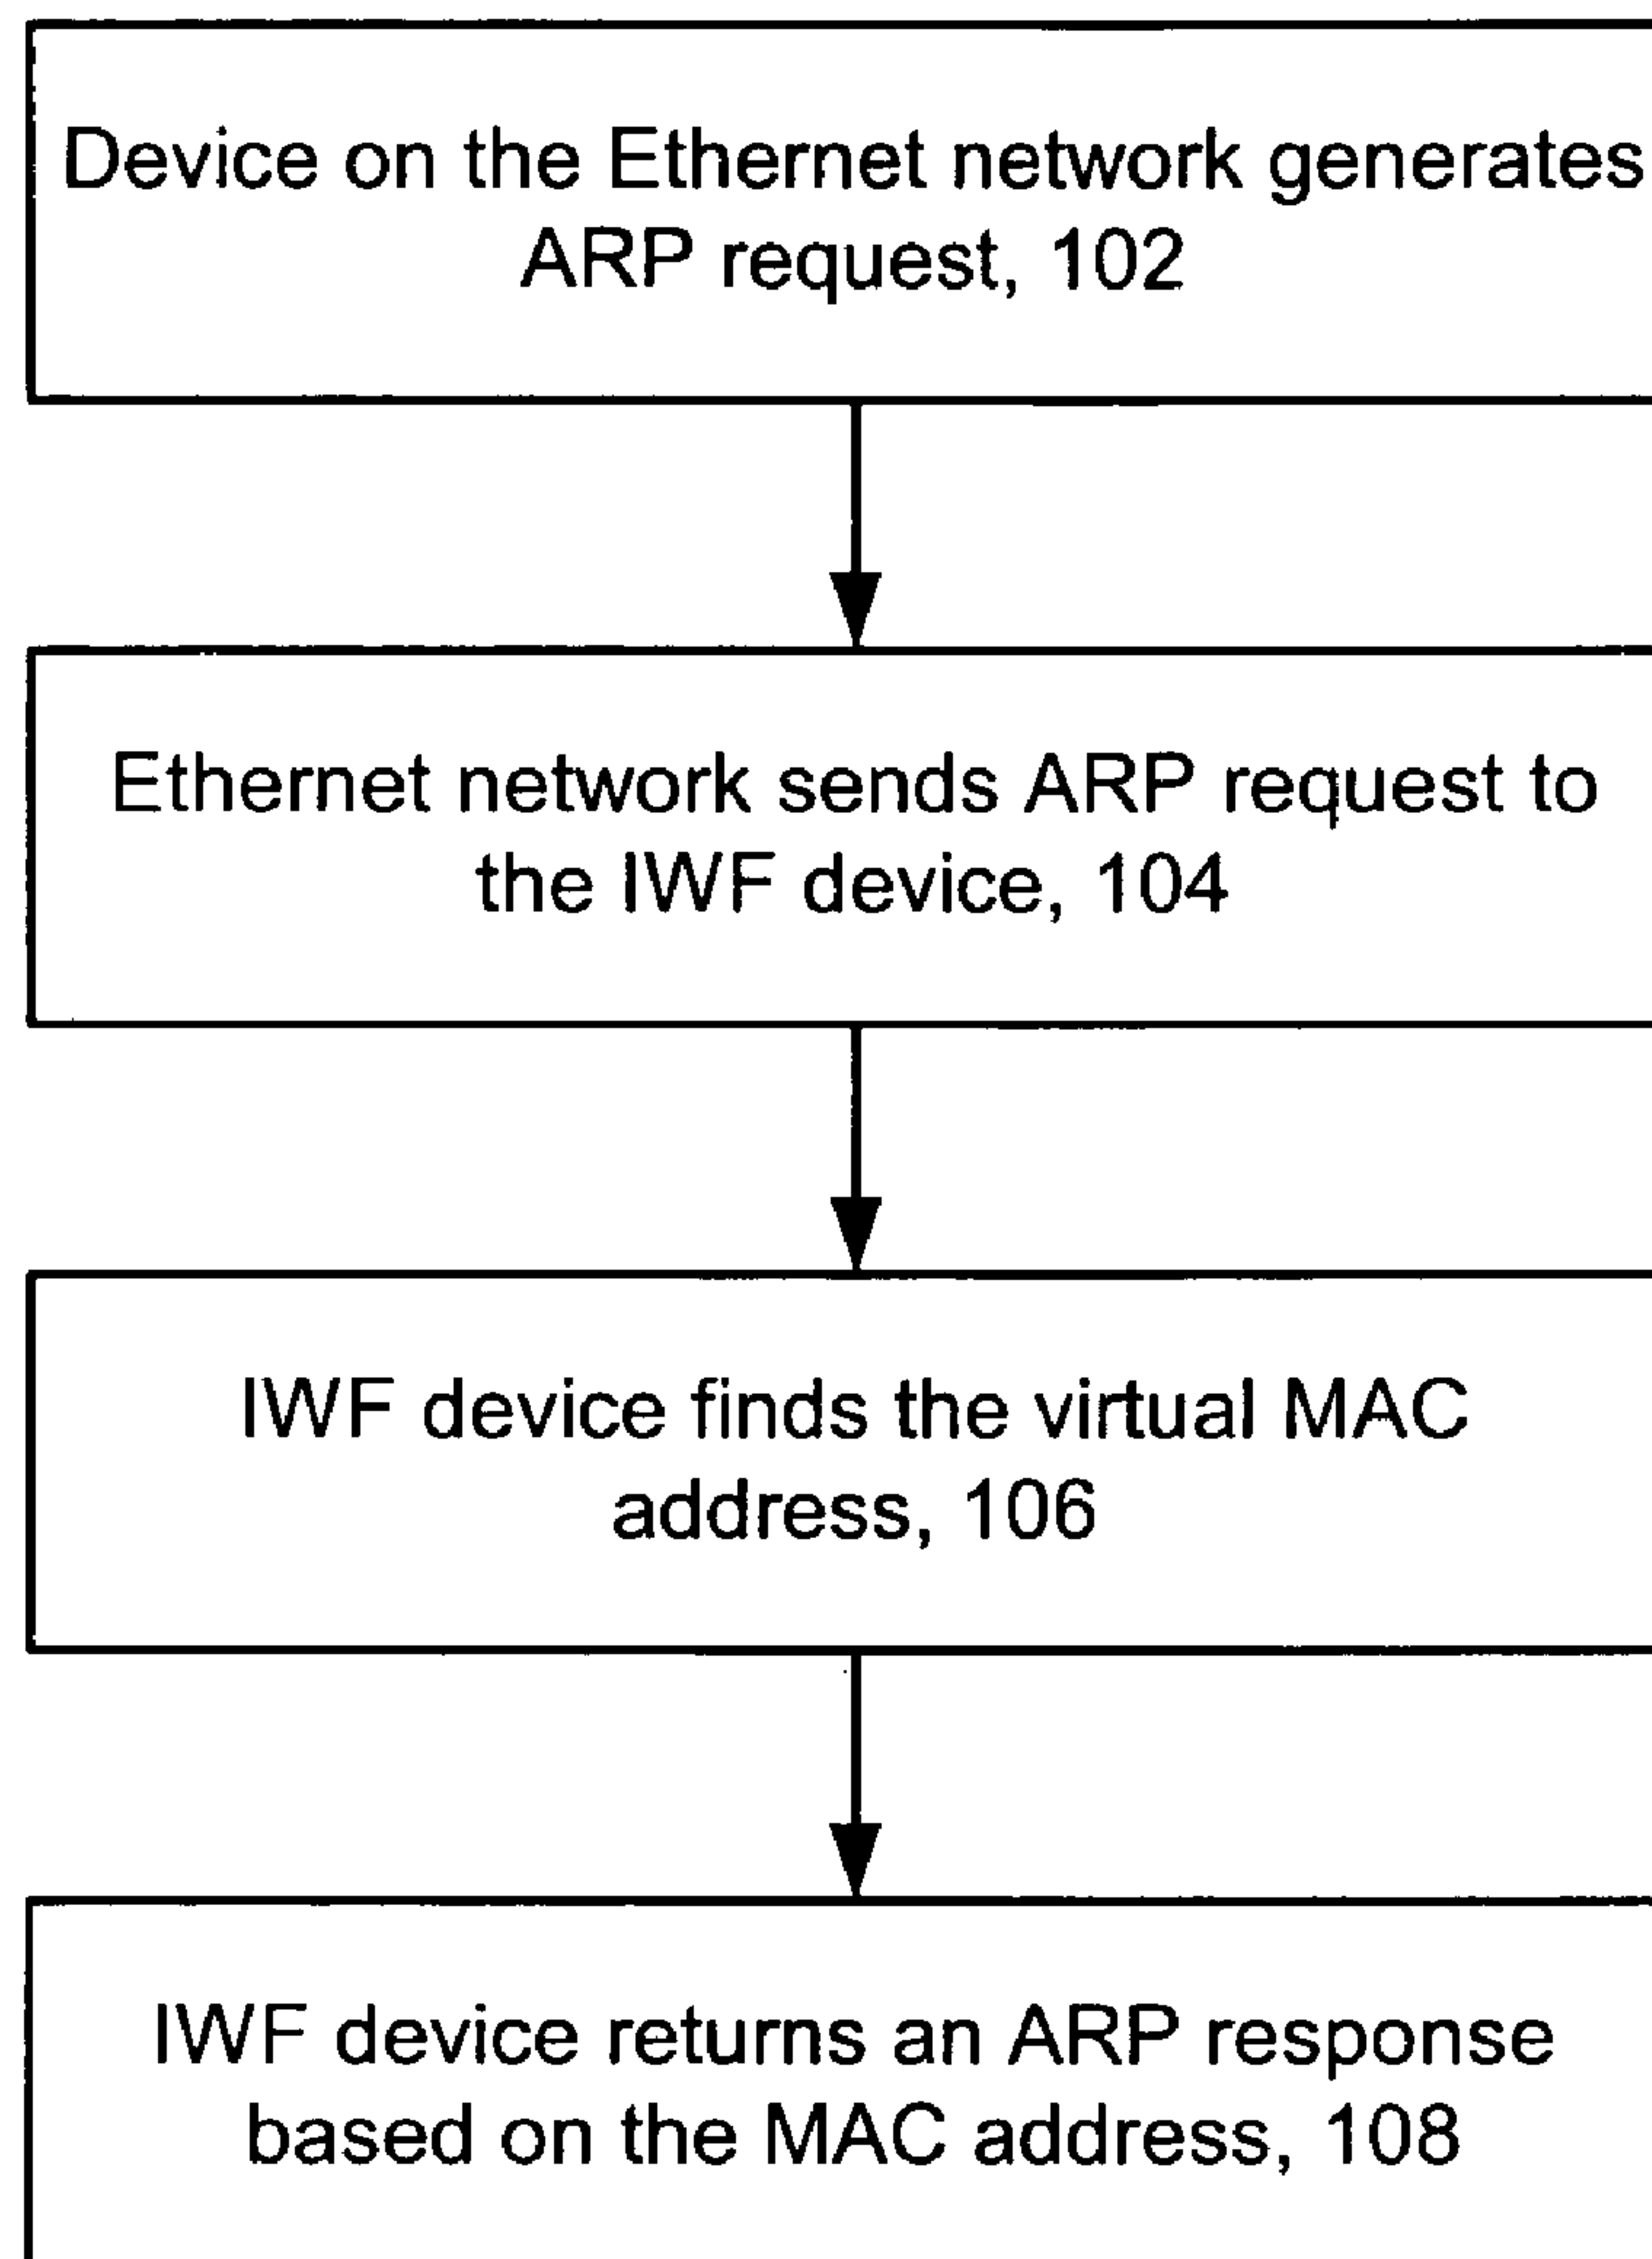 Device on the Ethernet network generates
ARP request, 102
Ethernet network sends ARP request to
the IWF device, 104
IWF device finds the virtual MAC
address, 106
IWF device returns an ARP response
based on the MAC address, 108